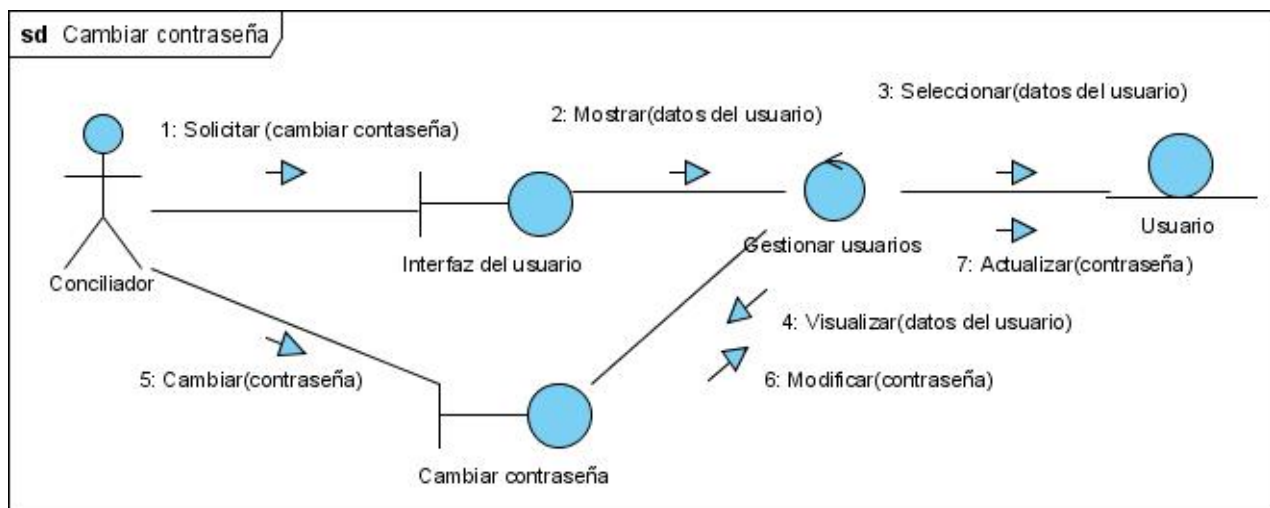 sd Cambiar contraseña
3: Seleccionar(datos del usuario)
1: Solicitar (cambiar contaseña)
2: Mostrar(datos del usuario)
Conciliador
Interfaz del usuario
Gestionar usuarios
Usuario
7: Actualizar(contraseña)
4: Visualizar(datos del usuario)
5: Cambiar(contraseña)
6: Modificar(contraseña)
Cambiar contraseña